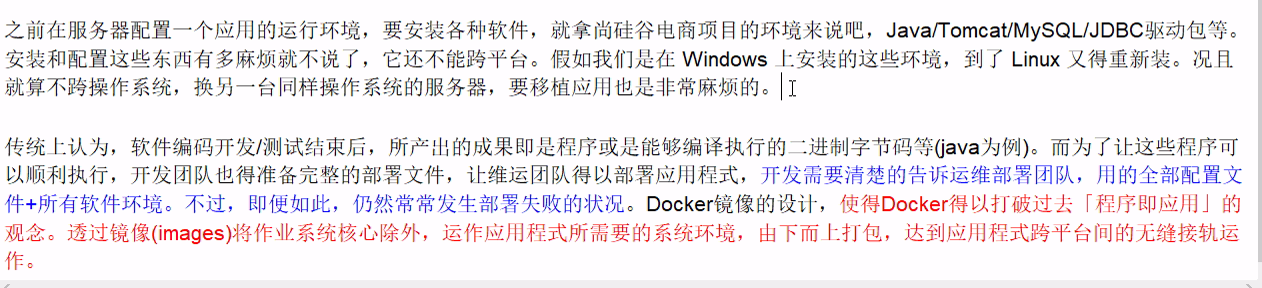 之前在服务器配置一个应用的运行环境，要安装各种软件，就拿尚硅谷电商项目的环境来说吧，Java/Tomcat/MySQL/JDBC驱动包等。
安装和配置这些东西有多麻烦就不说了，它还不能跨平台。假如我们是在 Windows 上安装的这些环境，到了 Linux 又得重新装。况且
就算不跨操作系统，换另一台同样操作系统的服务器，要移植应用也是非常麻烦的。
传统上认为，软件编码开发/测试结束后，所产出的成果即是程序或是能够编译执行的二进制字节码等(java为例)。而为了让这些程序可
以顺利执行，开发团队也得准备完整的部署文件，让维运团队得以部署应用程式，开发需要清楚的告诉运维部署团队，用的全部配置文
件+所有软件环境。不过，即便如此，仍然常常发生部署失败的状况。Docker镜像的设计，使得Docker得以打破过去「程序即应用」的
观念。透过镜像(images)将作业系统核心除外，运作应用程式所需要的系统环境，由下而上打包，达到应用程式跨平台间的无缝接轨运
作。